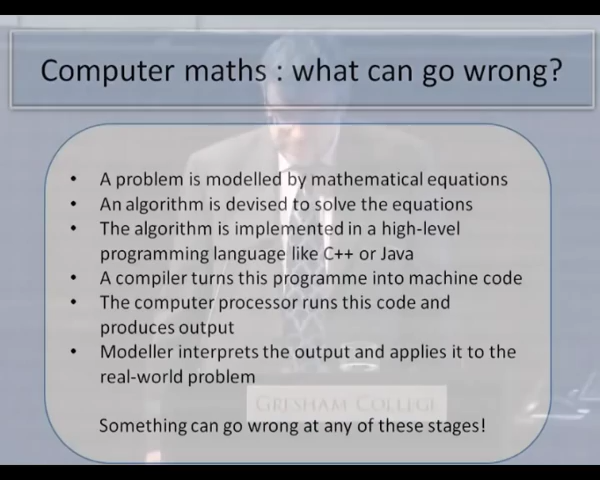 Computer maths : what can go wrong?
• A problem is modelled by mathematical equations
• An algorithm is devised to solve the equations
• The algorithm is implemented in a high-level
programming language like C++ or Java
• A compiler turns this programme into machine code
• The computer processor runs this code and
produces output
• Modeller interprets the output and applies it to the
real-world problem
GRESHAM COLLEGE
Something can go wrong at any of these stages!